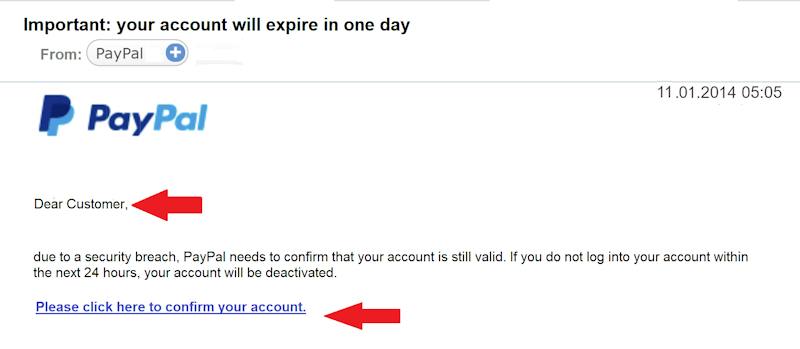 Important: your account will expire in one day
From: PayPal
11.01.2014 05:05
PayPal
Dear Customer,
due to a security breach, PayPal needs to confirm that your account is still valid. If you do not log into your account within
the next 24 hours, your account will be deactivated.
Please click here to confirm your account.